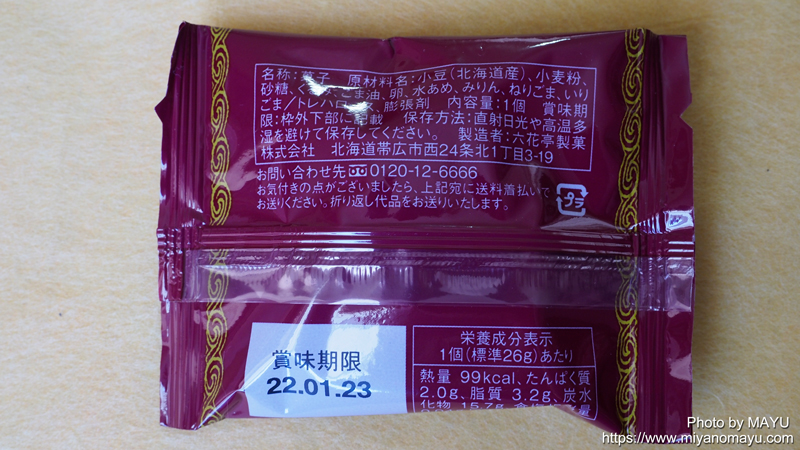 名称:菓子 原材料名:小豆(北海道産)、小麦粉、
砂糖、くるみ、ごま油、卵、水あめ、みりん、ねりごま、いり
ごま/トレハロース、膨張剤 内容量:1個 賞味期
限:枠外下部に記載 保存方法:直射日光や高温多
湿を避けて保存してください。 製造者:六花亭製菓
株式会社 北海道帯広市西24条北1丁目3-19
お問い合わせ先 0120-12-6666
お気付きの点がございましたら、上記宛に送料着払いで
お送りください。折り返し代品をお送りいたします。
プラ
賞味期限
22.01.23
栄養成分表示
1個(標準26g)あたり
熱量 99kcal、たんぱく質
2.0g、脂質 3.2g、炭水
化物 15.7g、
Photo by MAYU
https://www.miyanomayu.com/